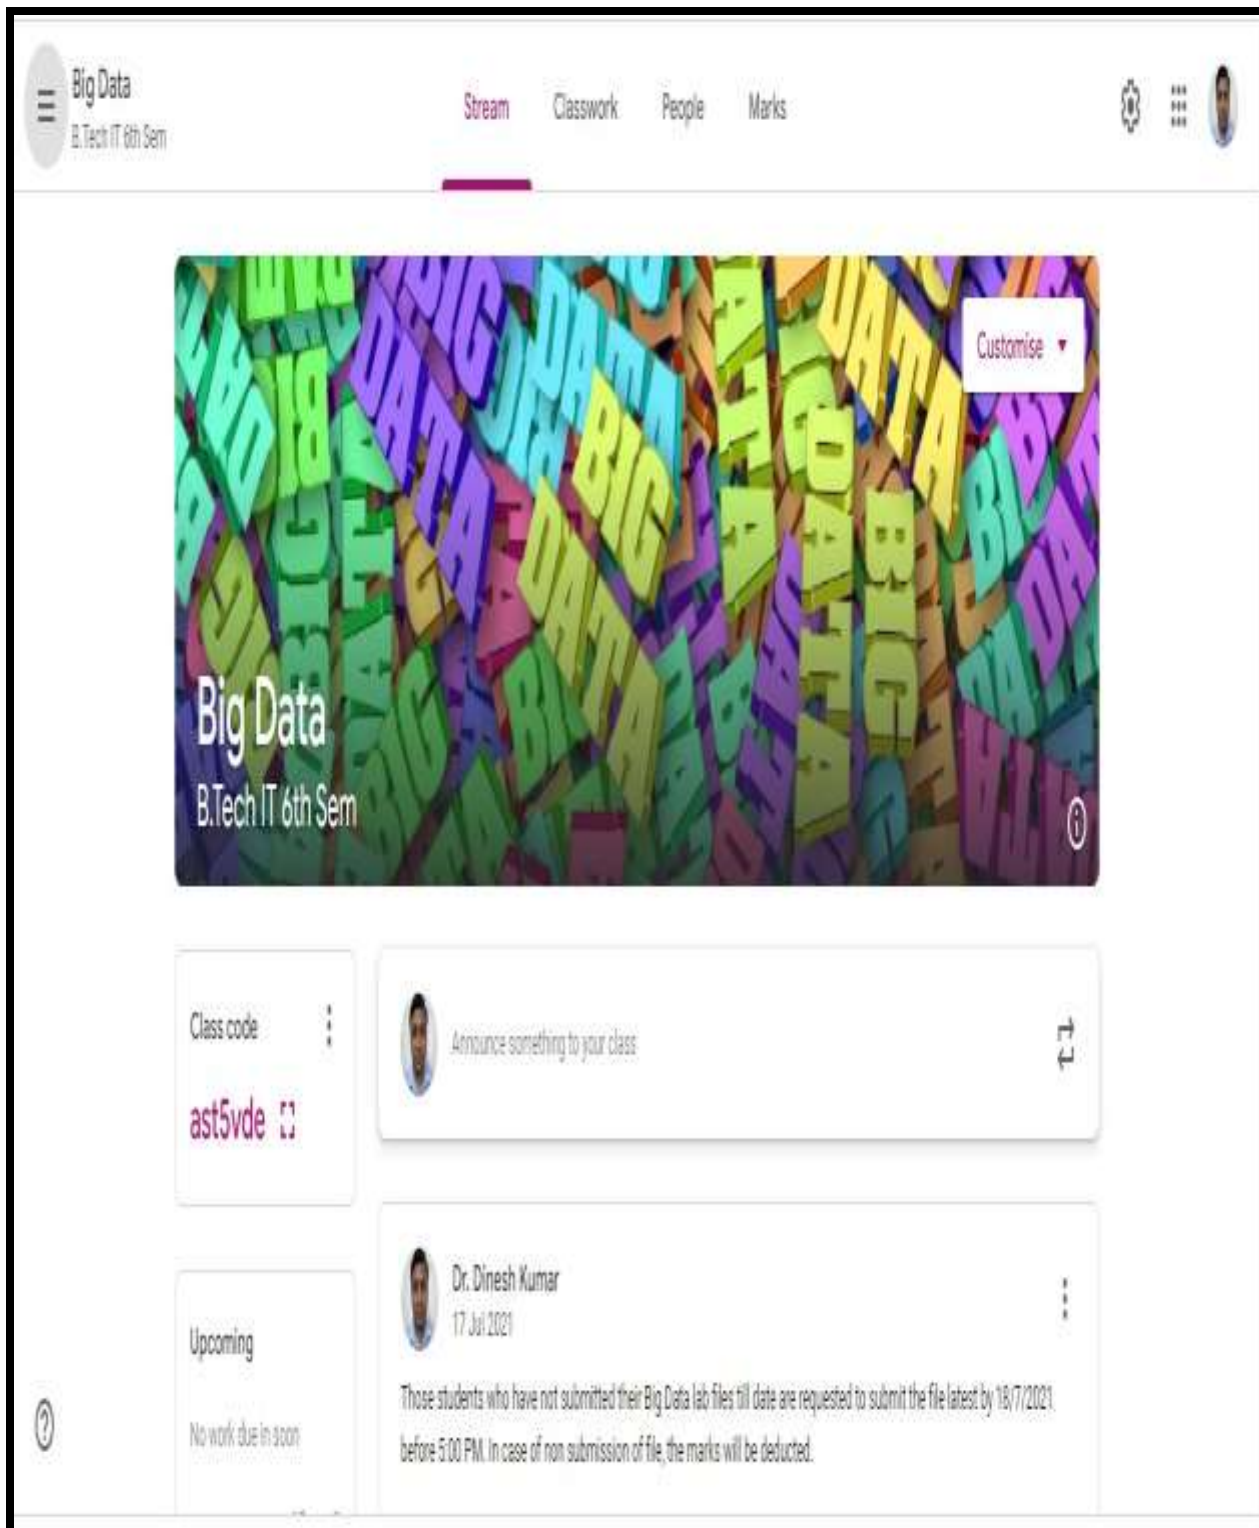 Big Data
B.Tech IT 6th Sem
Stream Classwork People Marks
Customise
Big Data
B.Tech IT 6th Sem
Class code
ast5vde
Announce something to your class
Dr. Dinesh Kumar
17 Jul 2021
Those students who have not submitted their Big Data lab files till date are requested to submit the file latest by 18/7/2021
before 5:00 PM. In case of non submission of file, the marks will be deducted.
Upcoming
No work due in soon